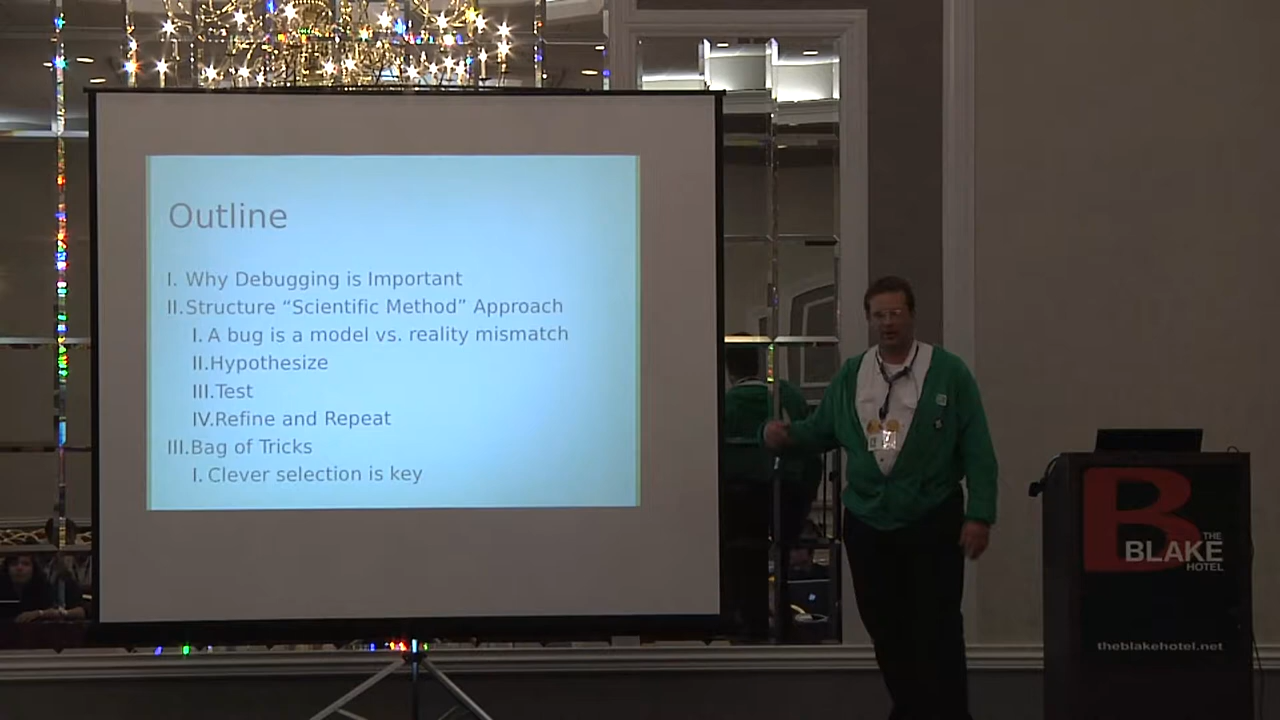 Outline
I. Why Debugging is Important
II.Structure “Scientific Method” Approach
I. A bug is a model vs. reality mismatch
II.Hypothesize
III.Test
IV.Refine and Repeat
III.Bag of Tricks
I. Clever selection is key
B
THE
BLAKE
HOTEL
theblakehotel.net